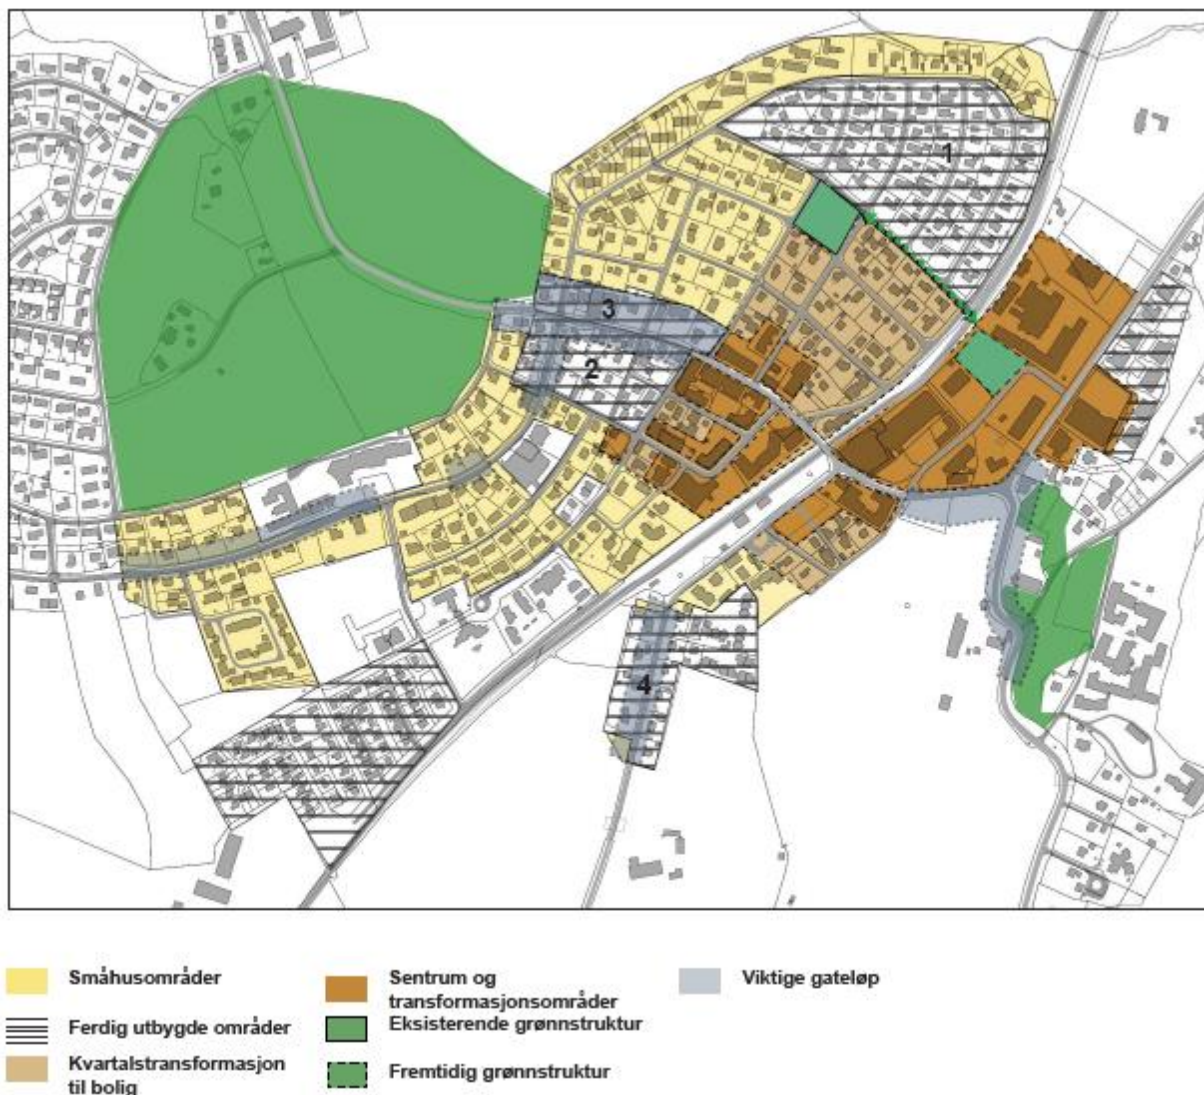 1
3
2
4
Småhusområder
Ferdig utbygde områder
Kvartalstransformasjon
til bolig
Sentrum og
transformasjonsområder
Eksisterende grønnstruktur
Fremtidig grønnstruktur
Viktige gateløp